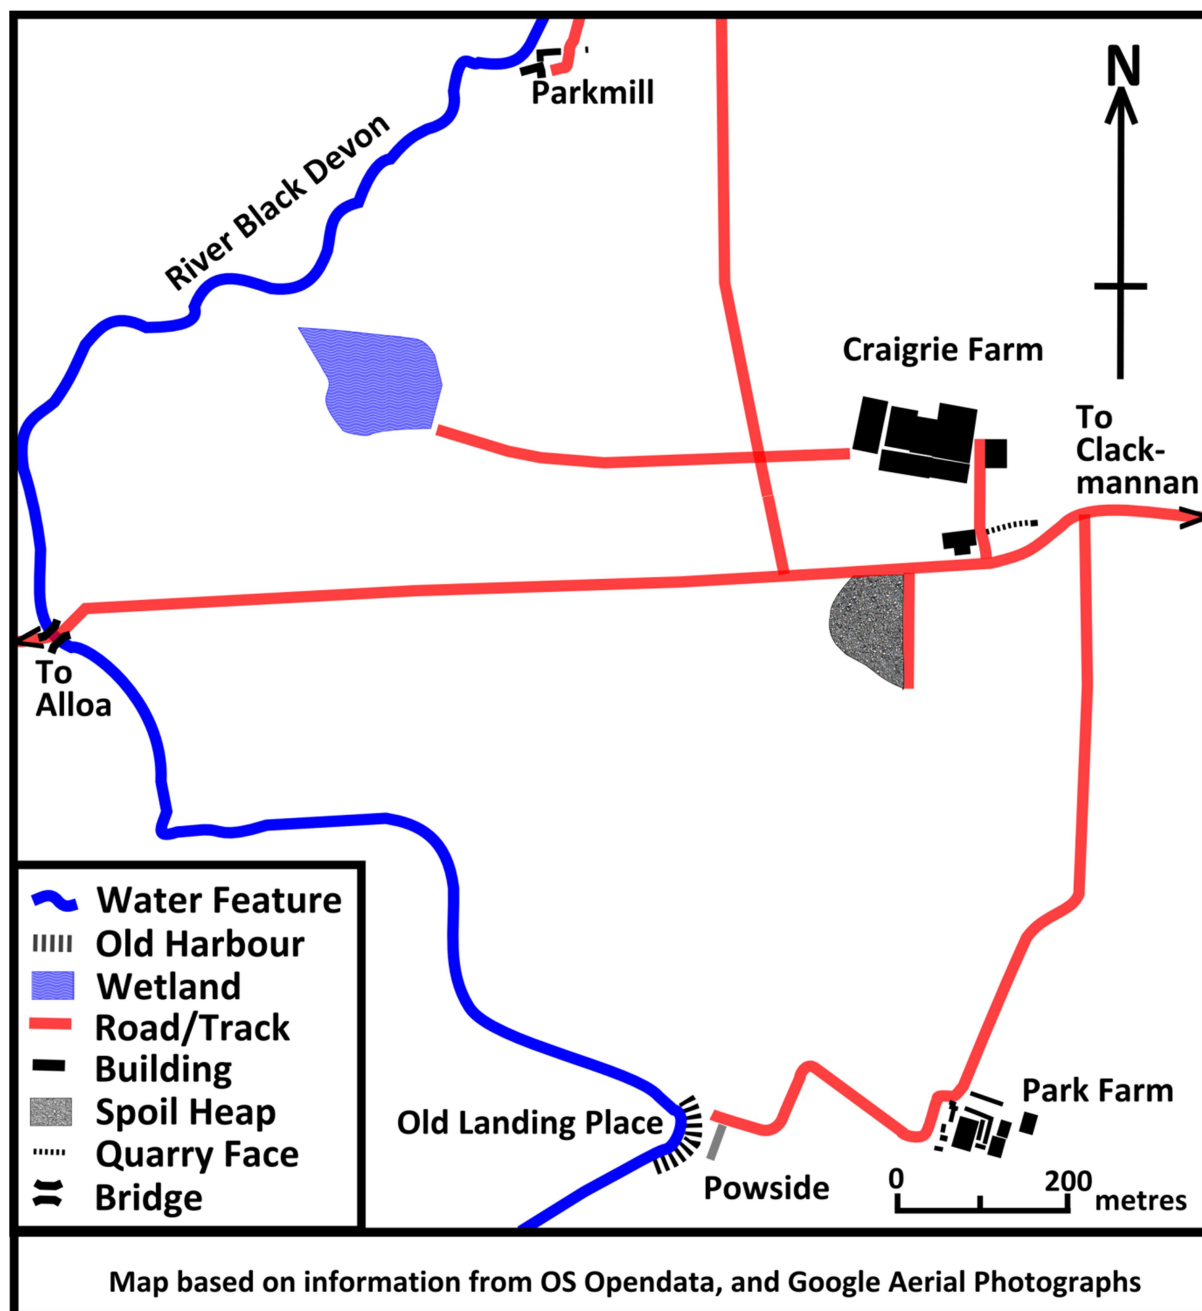 Parkmill
N
River Black Devon
Craigrie Farm
To
Clack-
mannan
To
Alloa
Water Feature
Old Harbour
Wetland
Road/Track
Building
Spoil Heap
Quarry Face
Bridge
Old Landing Place
Powside
Park Farm
0 200
metres
Map based on information from OS Opendata, and Google Aerial Photographs